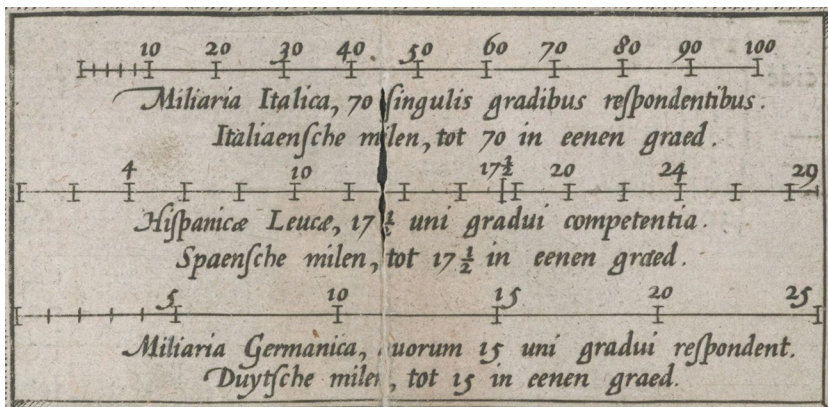 10 20 30 40 50 60 70 80 90 100
Miliaria Italica, 70 ſingulis gradibus reſpondentibus.
Italiaenſche milen, tot 70 in eenen graed.
4 10 17½ 20 24 29
Hiſpanicæ Leucæ, 17½ uni gradui competentia.
Spaenſche milen, tot 17½ in eenen graed.
5 10 15 20 25
Miliaria Germanica, quorum 15 uni gradui reſpondent.
Duytſche milen, tot 15 in eenen graed.